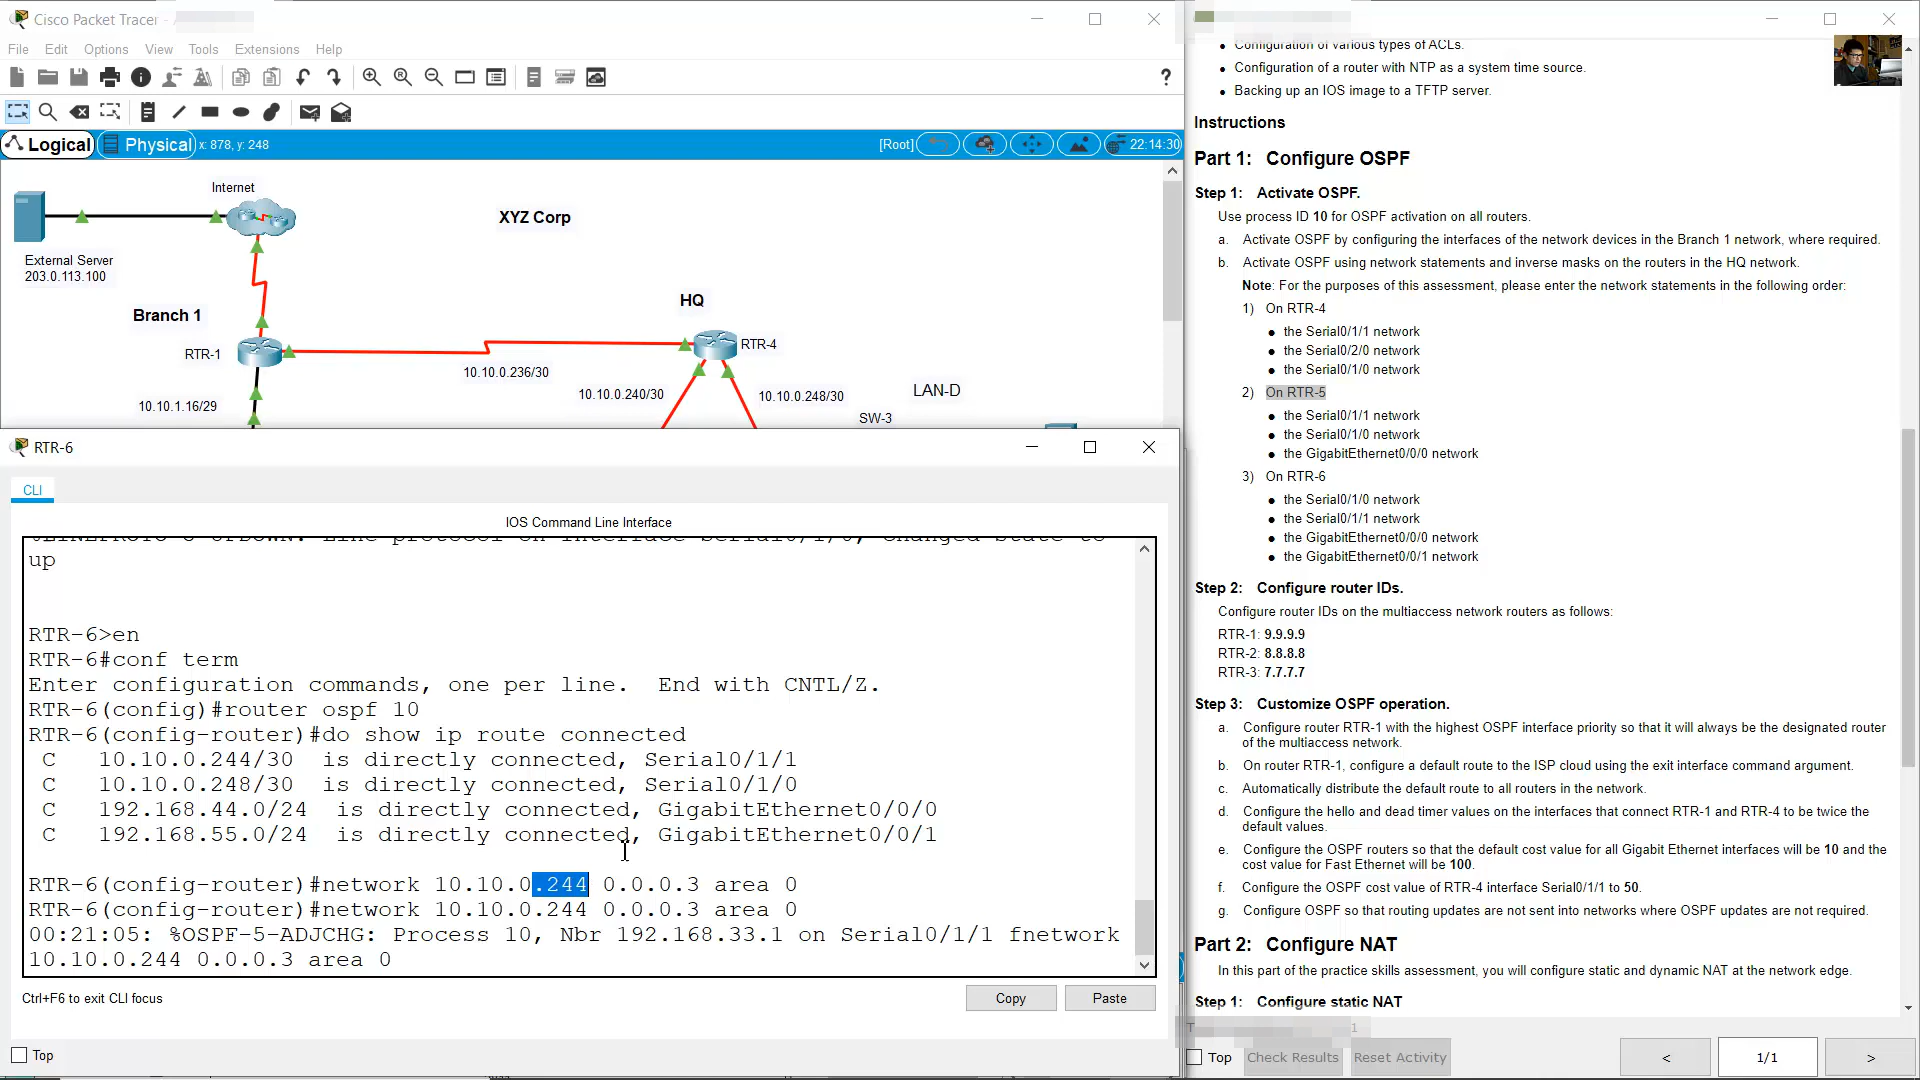 Cisco Packet Tracer
File Edit Options View Tools Extensions Help
Logical Physical x: 878, y: 248 [Root] 22:14:30
Internet
XYZ Corp
External Server
203.0.113.100
HQ
Branch 1
RTR-1
RTR-4
10.10.0.236/30
10.10.0.240/30
10.10.0.248/30
LAN-D
10.10.1.16/29
SW-3
RTR-6
CLI
IOS Command Line Interface
up
RTR-6>en
RTR-6#conf term
Enter configuration commands, one per line. End with CNTL/Z.
RTR-6(config)#router ospf 10
RTR-6(config-router)#do show ip route connected
C 10.10.0.244/30 is directly connected, Serial0/1/1
C 10.10.0.248/30 is directly connected, Serial0/1/0
C 192.168.44.0/24 is directly connected, GigabitEthernet0/0/0
C 192.168.55.0/24 is directly connected, GigabitEthernet0/0/1
RTR-6(config-router)#network 10.10.0.244 0.0.0.3 area 0
RTR-6(config-router)#network 10.10.0.244 0.0.0.3 area 0
00:21:05: %OSPF-5-ADJCHG: Process 10, Nbr 192.168.33.1 on Serial0/1/1 fnetwork
10.10.0.244 0.0.0.3 area 0
Ctrl+F6 to exit CLI focus
Copy Paste
Top
• Configuration of various types of ACLs.
• Configuration of a router with NTP as a system time source.
• Backing up an IOS image to a TFTP server.
Instructions
Part 1: Configure OSPF
Step 1: Activate OSPF.
Use process ID 10 for OSPF activation on all routers.
a. Activate OSPF by configuring the interfaces of the network devices in the Branch 1 network, where required.
b. Activate OSPF using network statements and inverse masks on the routers in the HQ network.
Note: For the purposes of this assessment, please enter the network statements in the following order:
1) On RTR-4
• the Serial0/1/1 network
• the Serial0/2/0 network
• the Serial0/1/0 network
2) On RTR-5
• the Serial0/1/1 network
• the Serial0/1/0 network
• the GigabitEthernet0/0/0 network
3) On RTR-6
• the Serial0/1/0 network
• the Serial0/1/1 network
• the GigabitEthernet0/0/0 network
• the GigabitEthernet0/0/1 network
Step 2: Configure router IDs.
Configure router IDs on the multiaccess network routers as follows:
RTR-1: 9.9.9.9
RTR-2: 8.8.8.8
RTR-3: 7.7.7.7
Step 3: Customize OSPF operation.
a. Configure router RTR-1 with the highest OSPF interface priority so that it will always be the designated router
of the multiaccess network.
b. On router RTR-1, configure a default route to the ISP cloud using the exit interface command argument.
c. Automatically distribute the default route to all routers in the network.
d. Configure the hello and dead timer values on the interfaces that connect RTR-1 and RTR-4 to be twice the
default values.
e. Configure the OSPF routers so that the default cost value for all Gigabit Ethernet interfaces will be 10 and the
cost value for Fast Ethernet will be 100.
f. Configure the OSPF cost value of RTR-4 interface Serial0/1/1 to 50.
g. Configure OSPF so that routing updates are not sent into networks where OSPF updates are not required.
Part 2: Configure NAT
In this part of the practice skills assessment, you will configure static and dynamic NAT at the network edge.
Step 1: Configure static NAT
Top Check Results Reset Activity < 1/1 >